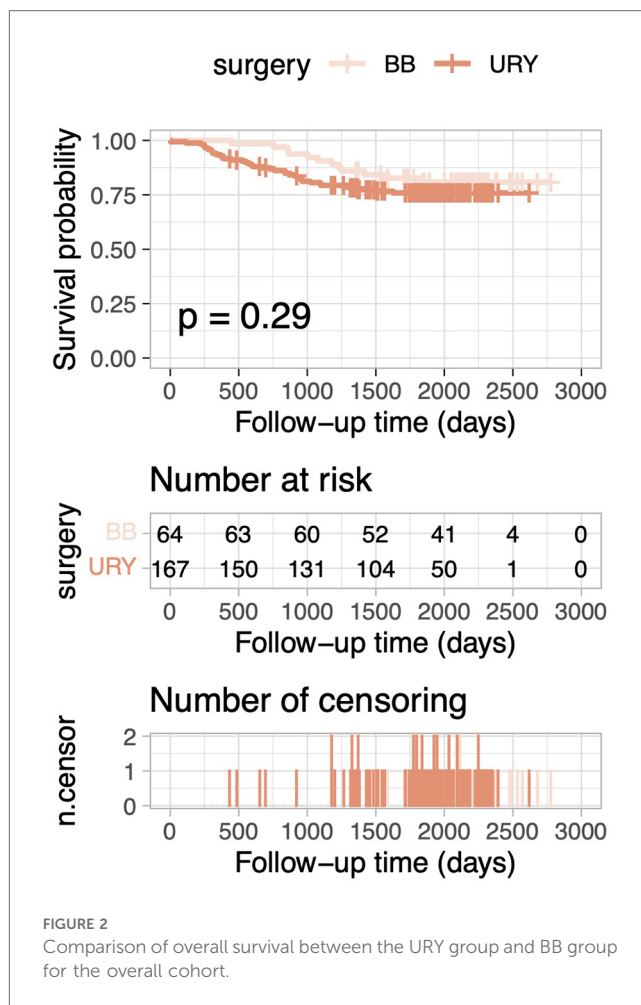 surgery BB URY
Survival probability
1.00
0.75
0.50
0.25
0.00
p = 0.29
0 500 1000 1500 2000 2500 3000
Follow−up time (days)
Number at risk
surgery
BB 64 63 60 52 41 4 0
URY 167 150 131 104 50 1 0
0 500 1000 1500 2000 2500 3000
Follow−up time (days)
Number of censoring
n.censor
2
1
0
0 500 1000 1500 2000 2500 3000
Follow−up time (days)
FIGURE 2
Comparison of overall survival between the URY group and BB group
for the overall cohort.